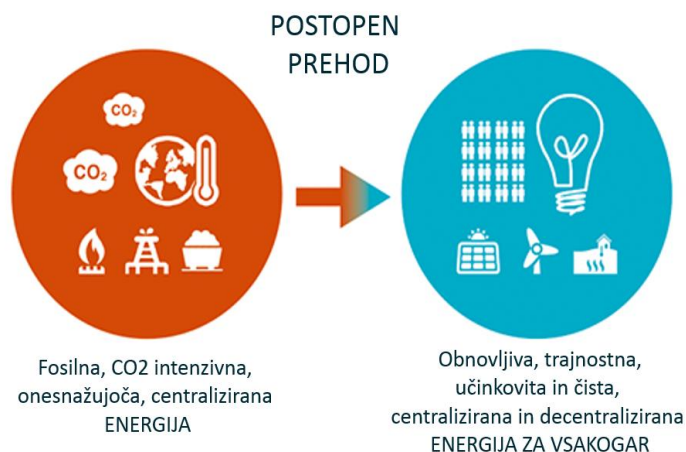 POSTOPEN
PREHOD
CO₂
CO₂
Fosilna, CO2 intenzivna,
onesnažujoča, centralizirana
ENERGIJA
Obnovljiva, trajnostna,
učinkovita in čista,
centralizirana in decentralizirana
ENERGIJA ZA VSAKOGAR